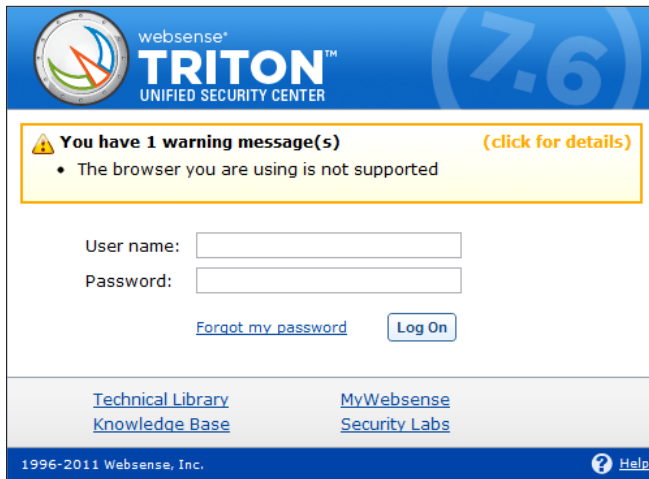 websense*
TRITON™
UNIFIED SECURITY CENTER
7.6
You have 1 warning message(s) (click for details)
• The browser you are using is not supported
User name:
Password:
Forgot my password Log On
Technical Library MyWebsense
Knowledge Base Security Labs
1996-2011 Websense, Inc. ? Help